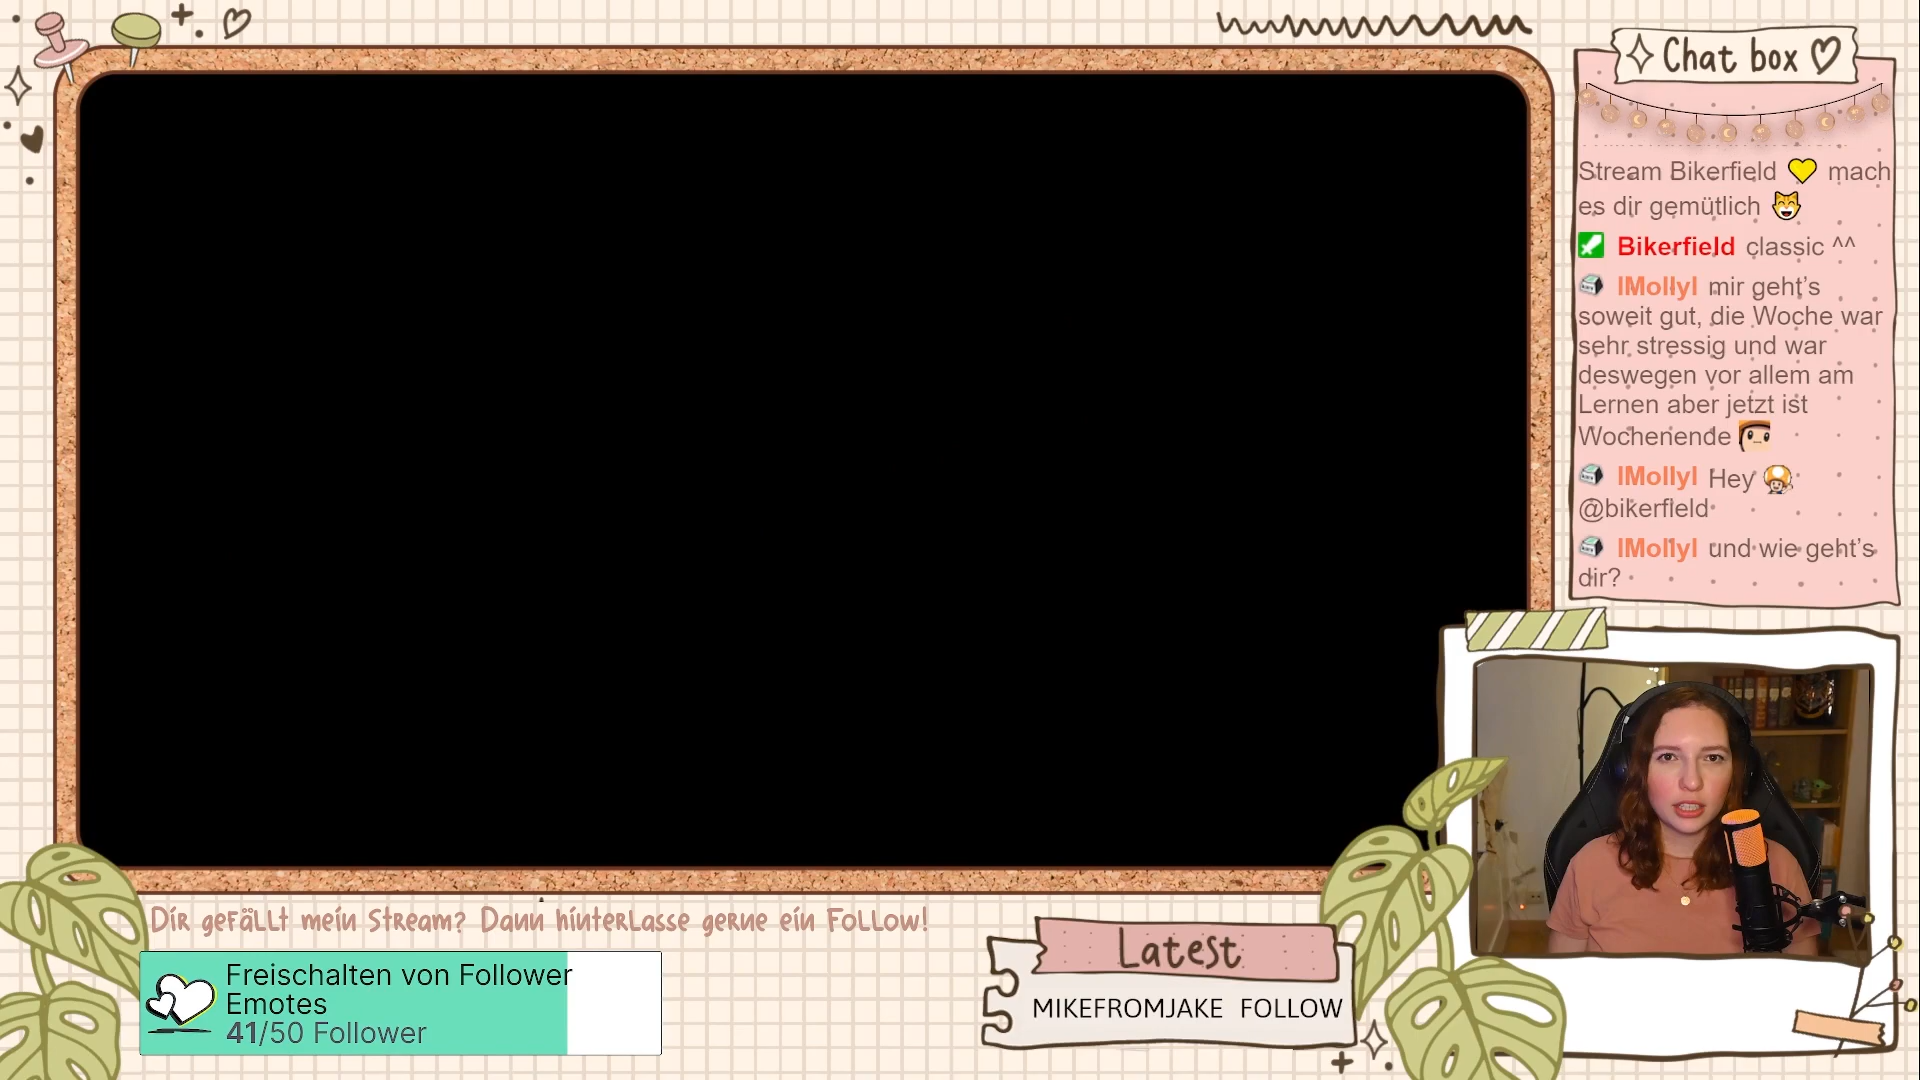 Chat box
Stream Bikerfield 💛 mach
es dir gemütlich 😸
Bikerfield classic ^^
lMollyl mir geht's
soweit gut, die Woche war
sehr stressig und war
deswegen vor allem am
Lernen aber jetzt ist
Wochenende
lMollyl Hey
@bikerfield
lMollyl und wie geht's
dir?
Dir gefällt mein Stream? Dann hinterlasse gerne ein Follow!
Freischalten von Follower
Emotes
41/50 Follower
Latest
MIKEFROMJAKE FOLLOW